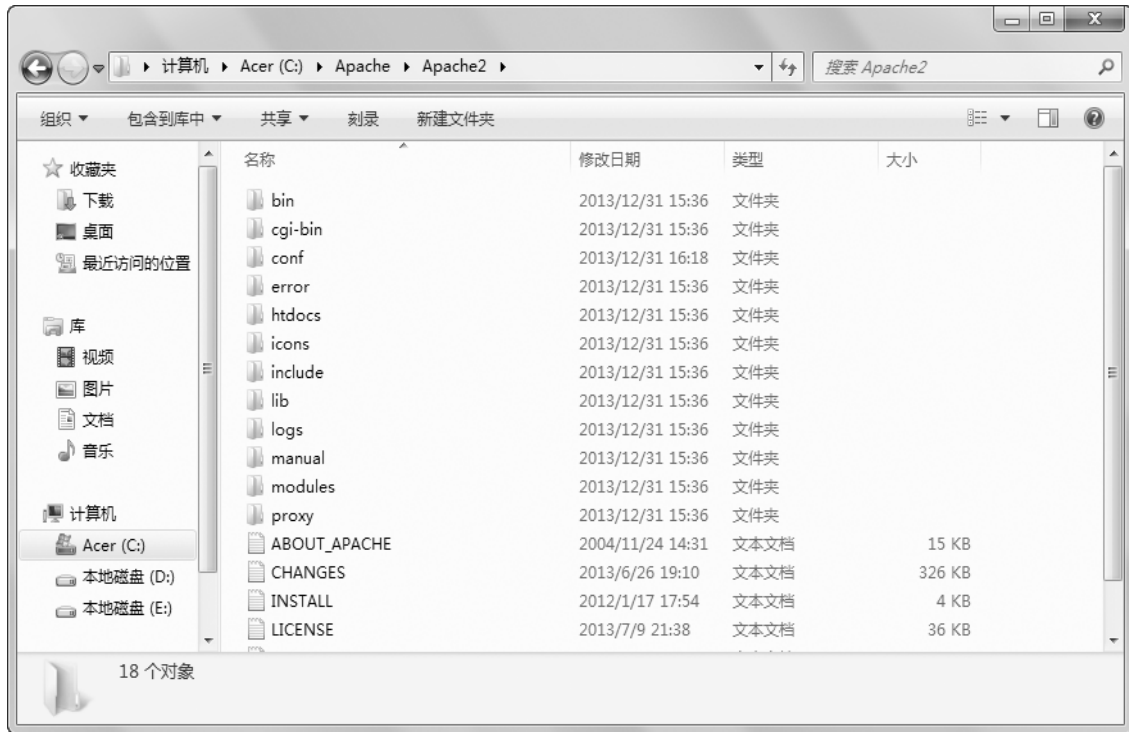 计算机 Acer (C:) Apache Apache2 搜索 Apache2
组织 包含到库中 共享 刻录 新建文件夹
收藏夹
下载
桌面
最近访问的位置
库
视频
图片
文档
音乐
计算机
Acer (C:)
本地磁盘 (D:)
本地磁盘 (E:)
名称 修改日期 类型 大小
bin 2013/12/31 15:36 文件夹
cgi-bin 2013/12/31 15:36 文件夹
conf 2013/12/31 16:18 文件夹
error 2013/12/31 15:36 文件夹
htdocs 2013/12/31 15:36 文件夹
icons 2013/12/31 15:36 文件夹
include 2013/12/31 15:36 文件夹
lib 2013/12/31 15:36 文件夹
logs 2013/12/31 15:36 文件夹
manual 2013/12/31 15:36 文件夹
modules 2013/12/31 15:36 文件夹
proxy 2013/12/31 15:36 文件夹
ABOUT_APACHE 2004/11/24 14:31 文本文档 15 KB
CHANGES 2013/6/26 19:10 文本文档 326 KB
INSTALL 2012/1/17 17:54 文本文档 4 KB
LICENSE 2013/7/9 21:38 文本文档 36 KB
18 个对象